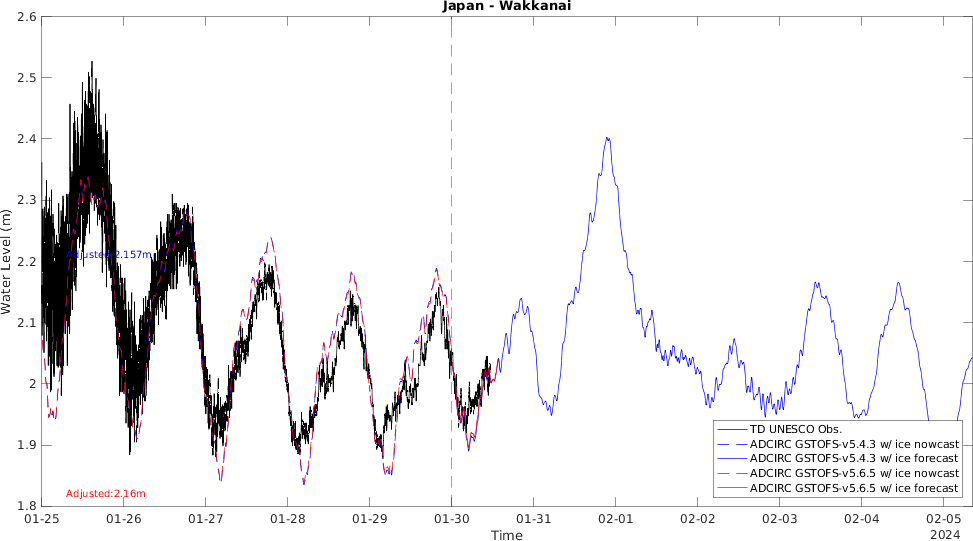 Japan - Wakkanai
2.6
2.5
2.4
2.3
2.2
2.1
2
1.9
1.8
Water Level (m)
Adjusted:2.157m
Adjusted:2.16m
TD UNESCO Obs.
ADCIRC GSTOFS-v5.4.3 w/ ice nowcast
ADCIRC GSTOFS-v5.4.3 w/ ice forecast
ADCIRC GSTOFS-v5.6.5 w/ ice nowcast
ADCIRC GSTOFS-v5.6.5 w/ ice forecast
01-25 01-26 01-27 01-28 01-29 01-30 01-31 02-01 02-02 02-03 02-04 02-05
Time 2024